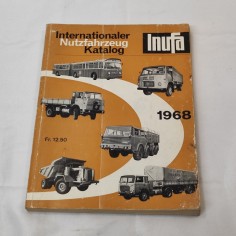 Internationaler
Nutzfahrzeug
Katalog
Inufa
1968
Fr. 12.80